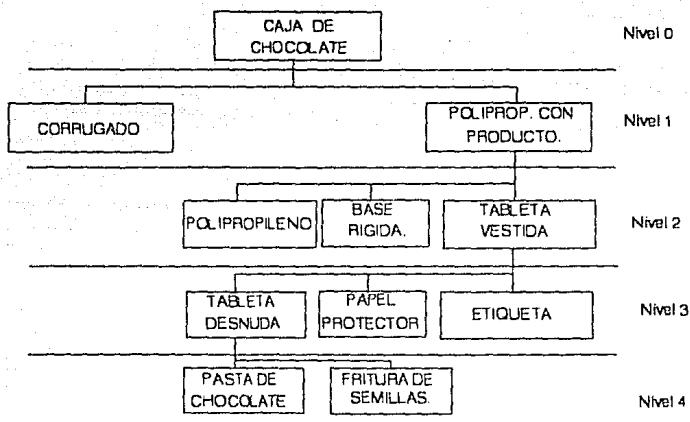 CAJA DE
CHOCOLATE
Nivel 0
CORRUGADO
POLIPROP. CON
PRODUCTO.
Nivel 1
POLIPROPILENO
BASE
RIGIDA.
TABLETA
VESTIDA
Nivel 2
TABLETA
DESNUDA
PAPEL
PROTECTOR
ETIQUETA
Nivel 3
PASTA DE
CHOCOLATE
FRITURA DE
SEMILLAS.
Nivel 4